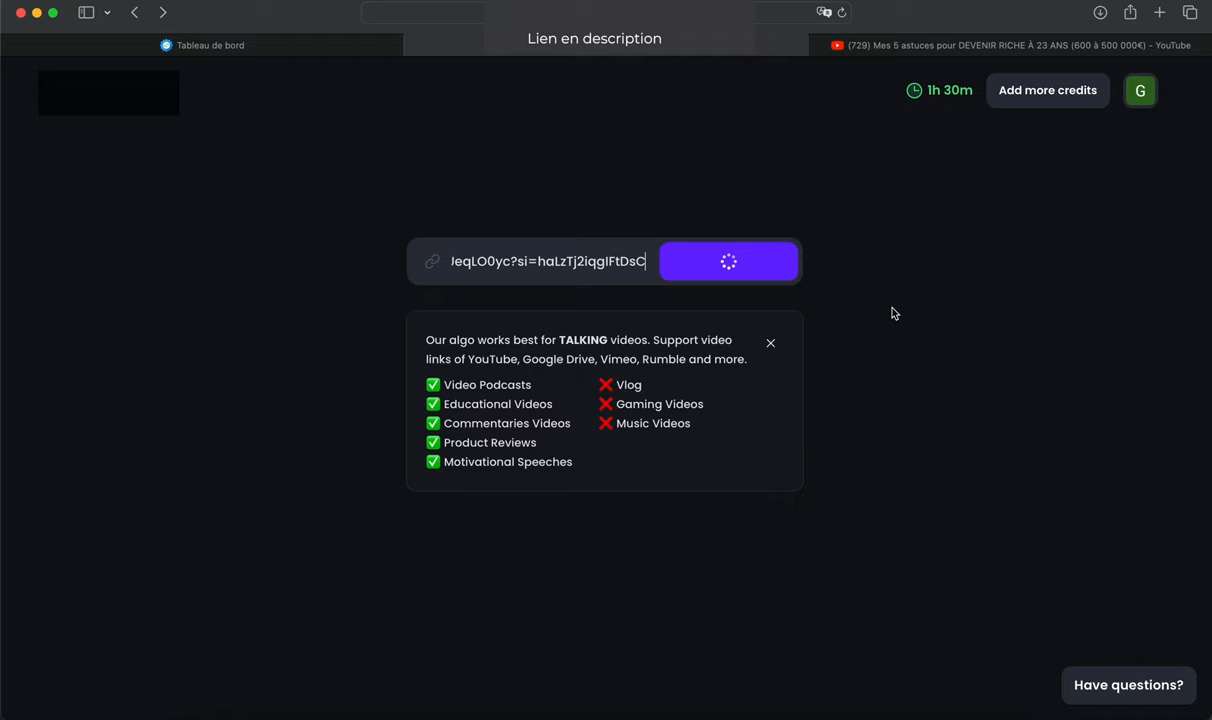 Lien en description
Tableau de bord
(729) Mes 5 astuces pour DEVENIR RICHE À 23 ANS (600 à 500 000€) - YouTube
1h 30m
Add more credits
G
JeqLO0yc?si=haLzTj2iqgIFtDsC
Our algo works best for TALKING videos. Support video
links of YouTube, Google Drive, Vimeo, Rumble and more.
✅ Video Podcasts
✅ Educational Videos
✅ Commentaries Videos
✅ Product Reviews
✅ Motivational Speeches
❌ Vlog
❌ Gaming Videos
❌ Music Videos
Have questions?